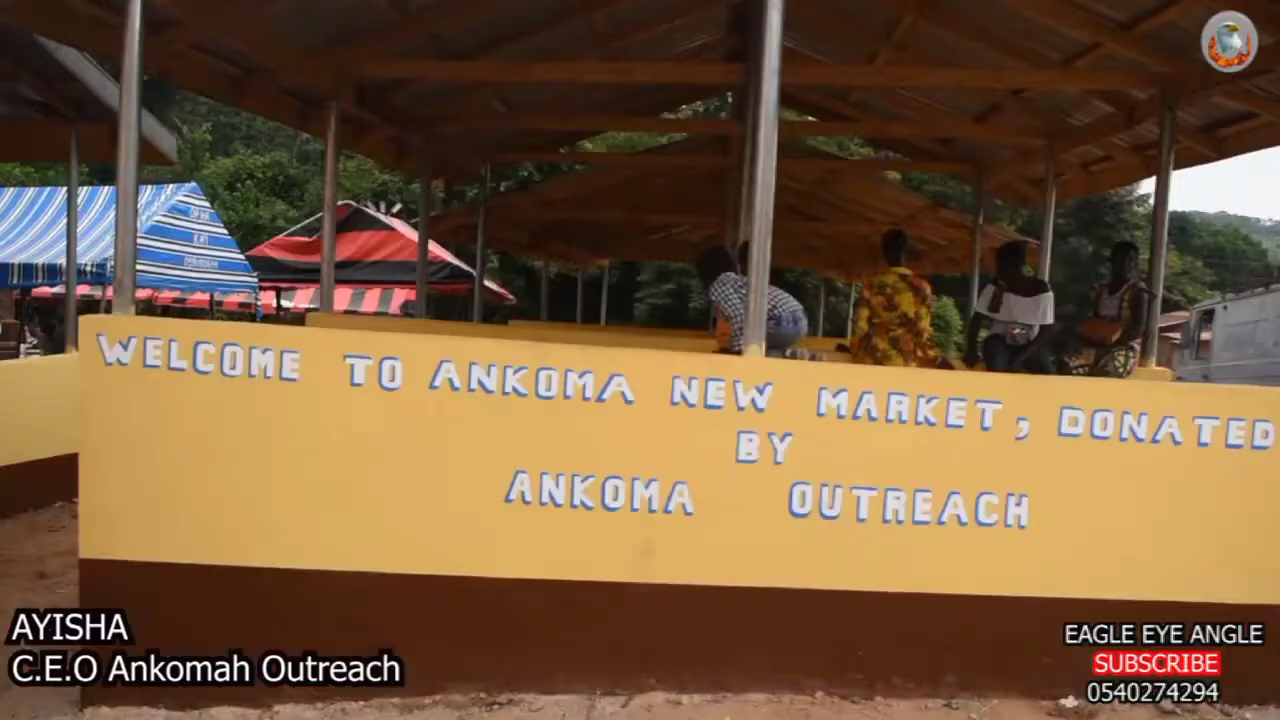 WELCOME TO ANKOMA NEW MARKET, DONATED
BY
ANKOMA OUTREACH
AYISHA
C.E.O Ankomah Outreach
EAGLE EYE ANGLE
SUBSCRIBE
0540274294